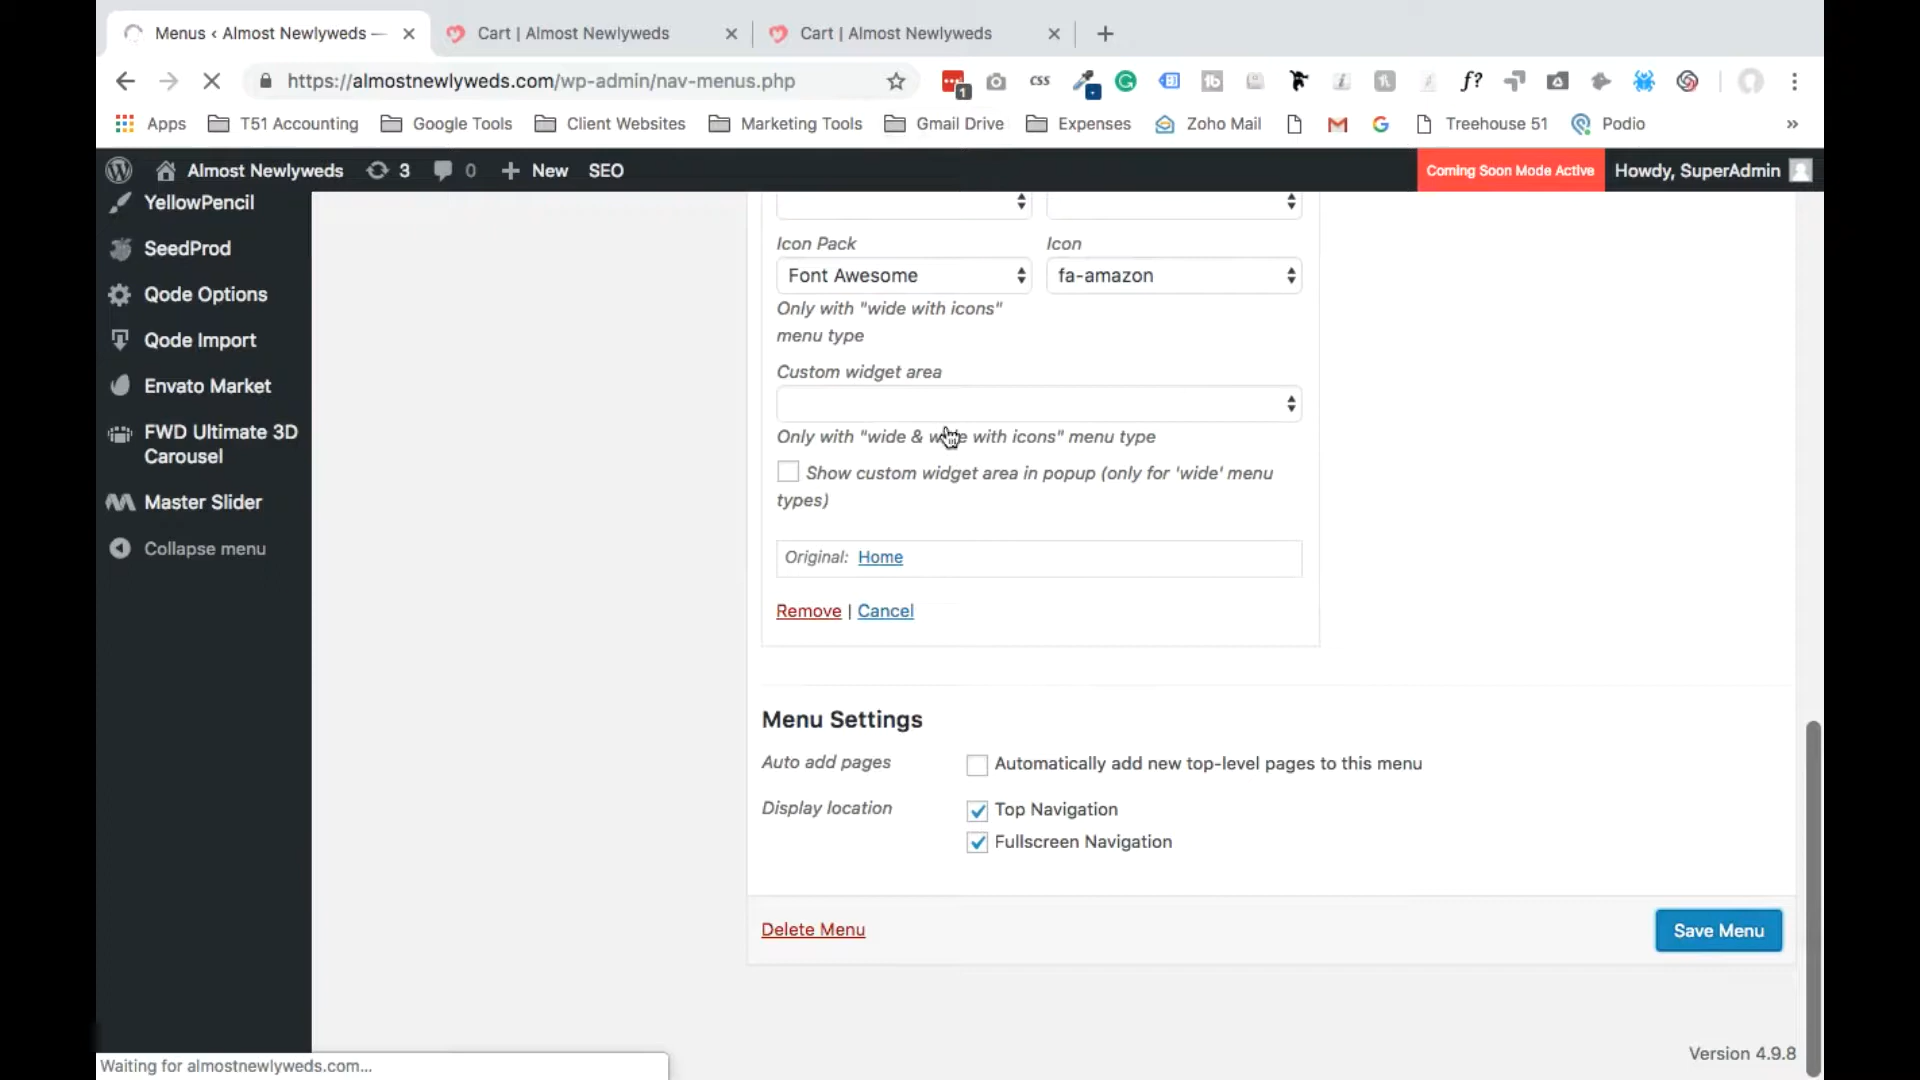 Menus ‹ Almost Newlyweds —
Cart | Almost Newlyweds
Cart | Almost Newlyweds
https://almostnewlyweds.com/wp-admin/nav-menus.php
1
css
f?
Apps
T51 Accounting
Google Tools
Client Websites
Marketing Tools
Gmail Drive
Expenses
Zoho Mail
Treehouse 51
Podio
»
Almost Newlyweds
3
0
New
SEO
Coming Soon Mode Active
Howdy, SuperAdmin
YellowPencil
SeedProd
Qode Options
Qode Import
Envato Market
FWD Ultimate 3D
Carousel
Master Slider
Collapse menu
Icon Pack
Icon
Font Awesome
fa-amazon
Only with "wide with icons"
menu type
Custom widget area
Only with "wide & wide with icons" menu type
Show custom widget area in popup (only for 'wide' menu
types)
Original: Home
Remove | Cancel
Menu Settings
Auto add pages
Automatically add new top-level pages to this menu
Display location
Top Navigation
Fullscreen Navigation
Delete Menu
Save Menu
Version 4.9.8
Waiting for almostnewlyweds.com...